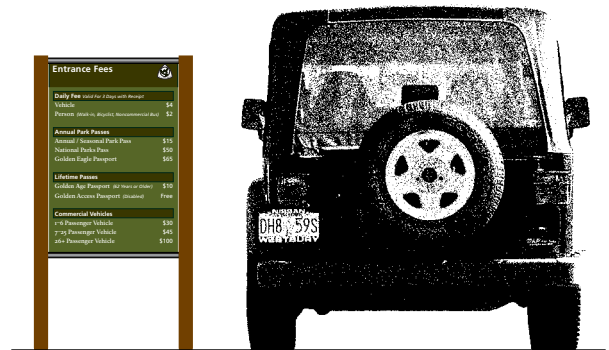 Entrance Fees
Daily Fee Valid For 3 Days with Receipt
Vehicle $4
Person (Walk-in, Bicyclist, Noncommercial Bus) $2
Annual Park Passes
Annual / Seasonal Park Pass $15
National Parks Pass $50
Golden Eagle Passport $65
Lifetime Passes
Golden Age Passport (62 Years or Older) $10
Golden Access Passport (Disabled) Free
Commercial Vehicles
1-6 Passenger Vehicle $30
7-25 Passenger Vehicle $45
26+ Passenger Vehicle $100
NISSAN
DH8 59S
WESTBURY